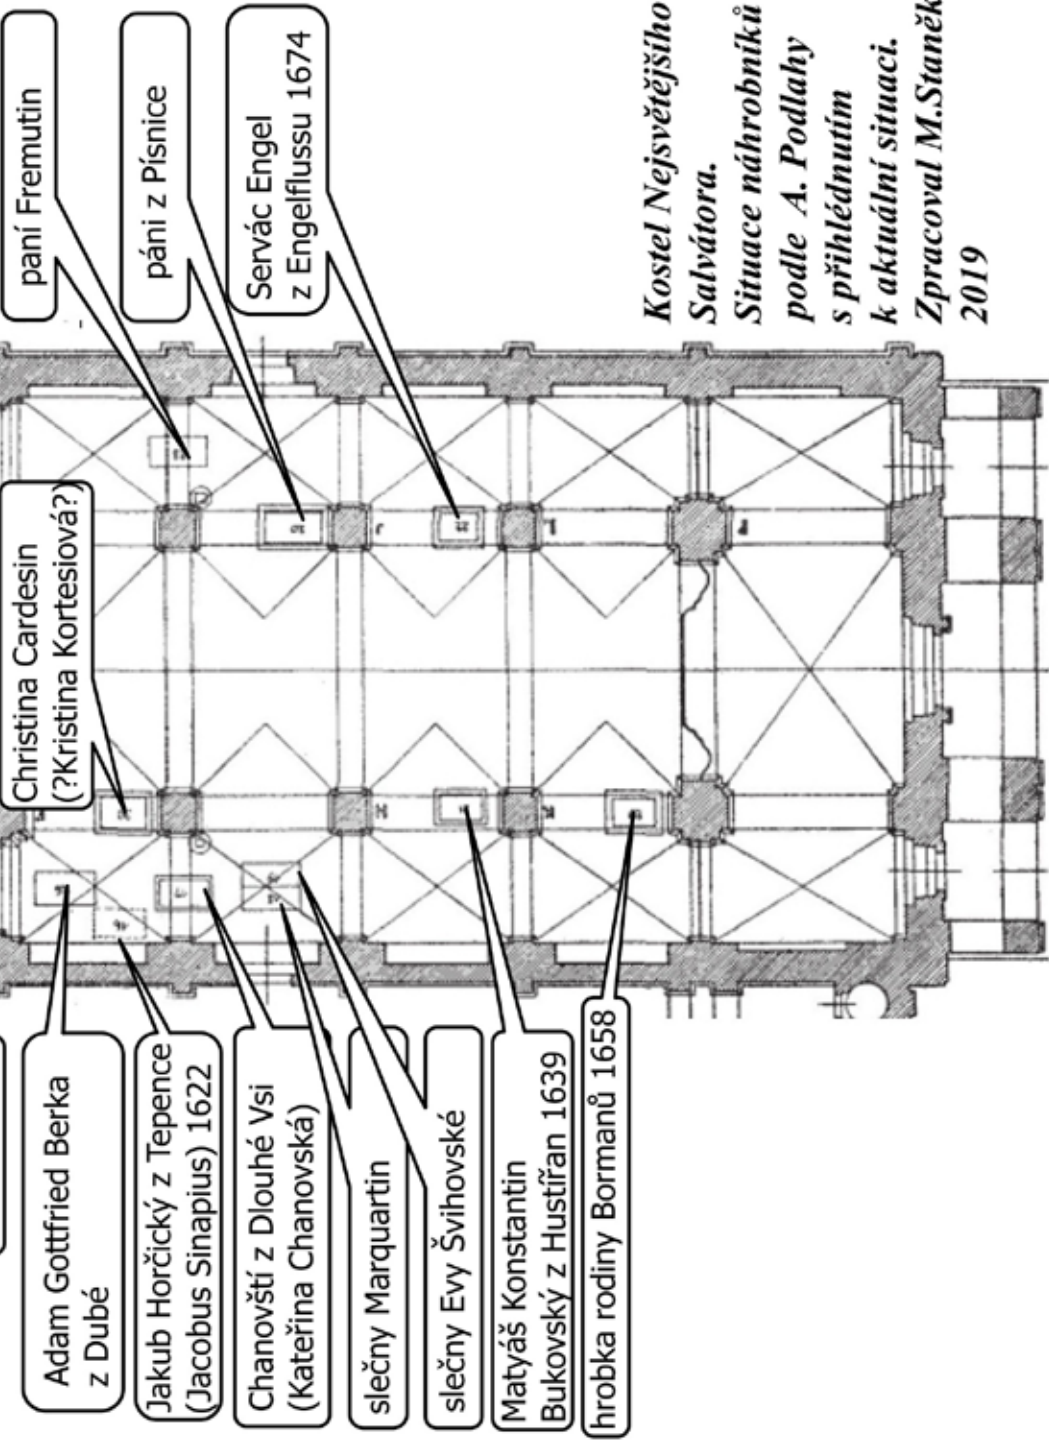 paní Fremutin
páni z Písnice
Servác Engel
z Engelflussu 1674
Kostel Nejsvětějšího
Salvátora.
Situace náhrobníků
podle A. Podlahy
s přihlédnutím
k aktuální situaci.
Zpracoval M.Staněk
2019
Christina Cardesin
(?Kristina Kortesiová?)
Adam Gottfried Berka
z Dubé
Jakub Horčický z Tepence
(Jacobus Sinapius) 1622
Chanovští z Dlouhé Vsi
(Kateřina Chanovská)
slečny Marquartin
slečny Evy Švihovské
Matyáš Konstantin
Bukovský z Hustířan 1639
hrobka rodiny Bormanů 1658